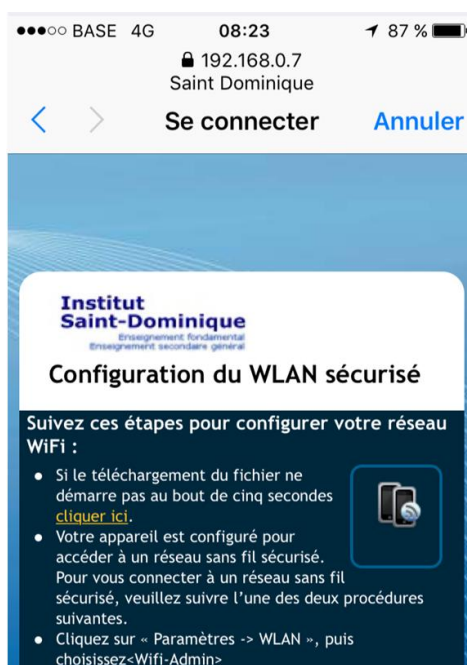 BASE 4G 08:23 87 %
192.168.0.7
Saint Dominique
Se connecter Annuler
Institut
Saint-Dominique
Enseignement fondamental
Enseignement secondaire général
Configuration du WLAN sécurisé
Suivez ces étapes pour configurer votre réseau
WiFi :
• Si le téléchargement du fichier ne
démarre pas au bout de cinq secondes
cliquer ici.
• Votre appareil est configuré pour
accéder à un réseau sans fil sécurisé.
Pour vous connecter à un réseau sans fil
sécurisé, veuillez suivre l’une des deux procédures
suivantes.
• Cliquez sur « Paramètres -> WLAN », puis
choisissez<Wifi-Admin>